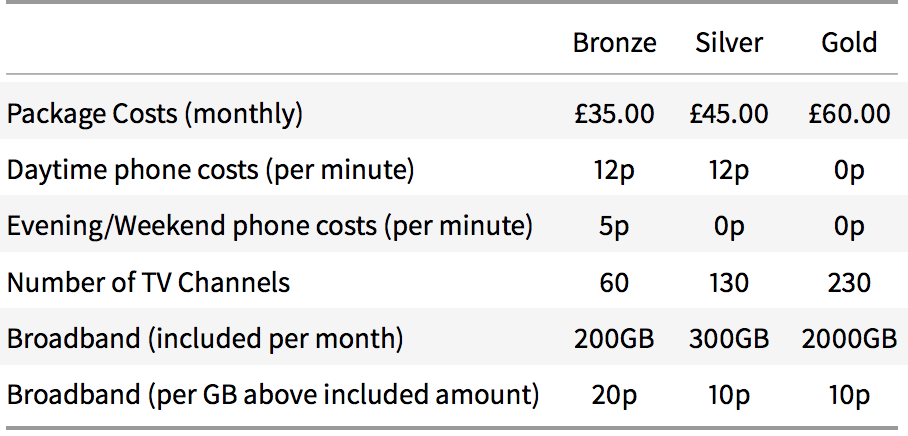 Bronze Silver Gold
Package Costs (monthly) £35.00 £45.00 £60.00
Daytime phone costs (per minute) 12p 12p 0p
Evening/Weekend phone costs (per minute) 5p 0p 0p
Number of TV Channels 60 130 230
Broadband (included per month) 200GB 300GB 2000GB
Broadband (per GB above included amount) 20p 10p 10p